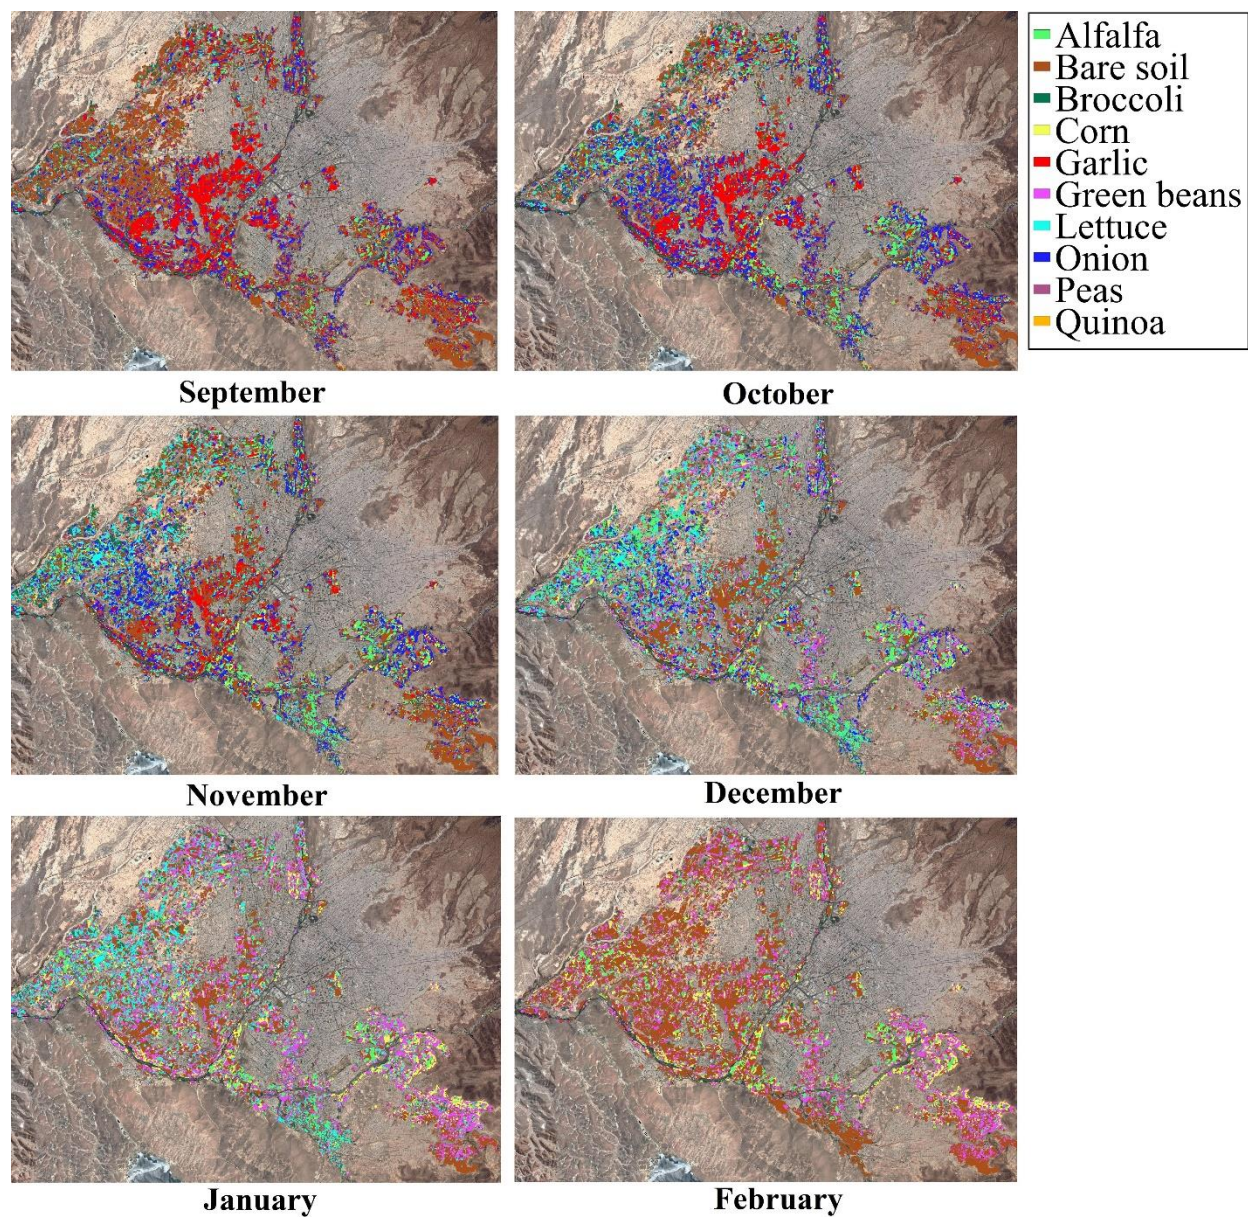 Alfalfa
Bare soil
Broccoli
Corn
Garlic
Green beans
Lettuce
Onion
Peas
Quinoa
September
October
November
December
January
February